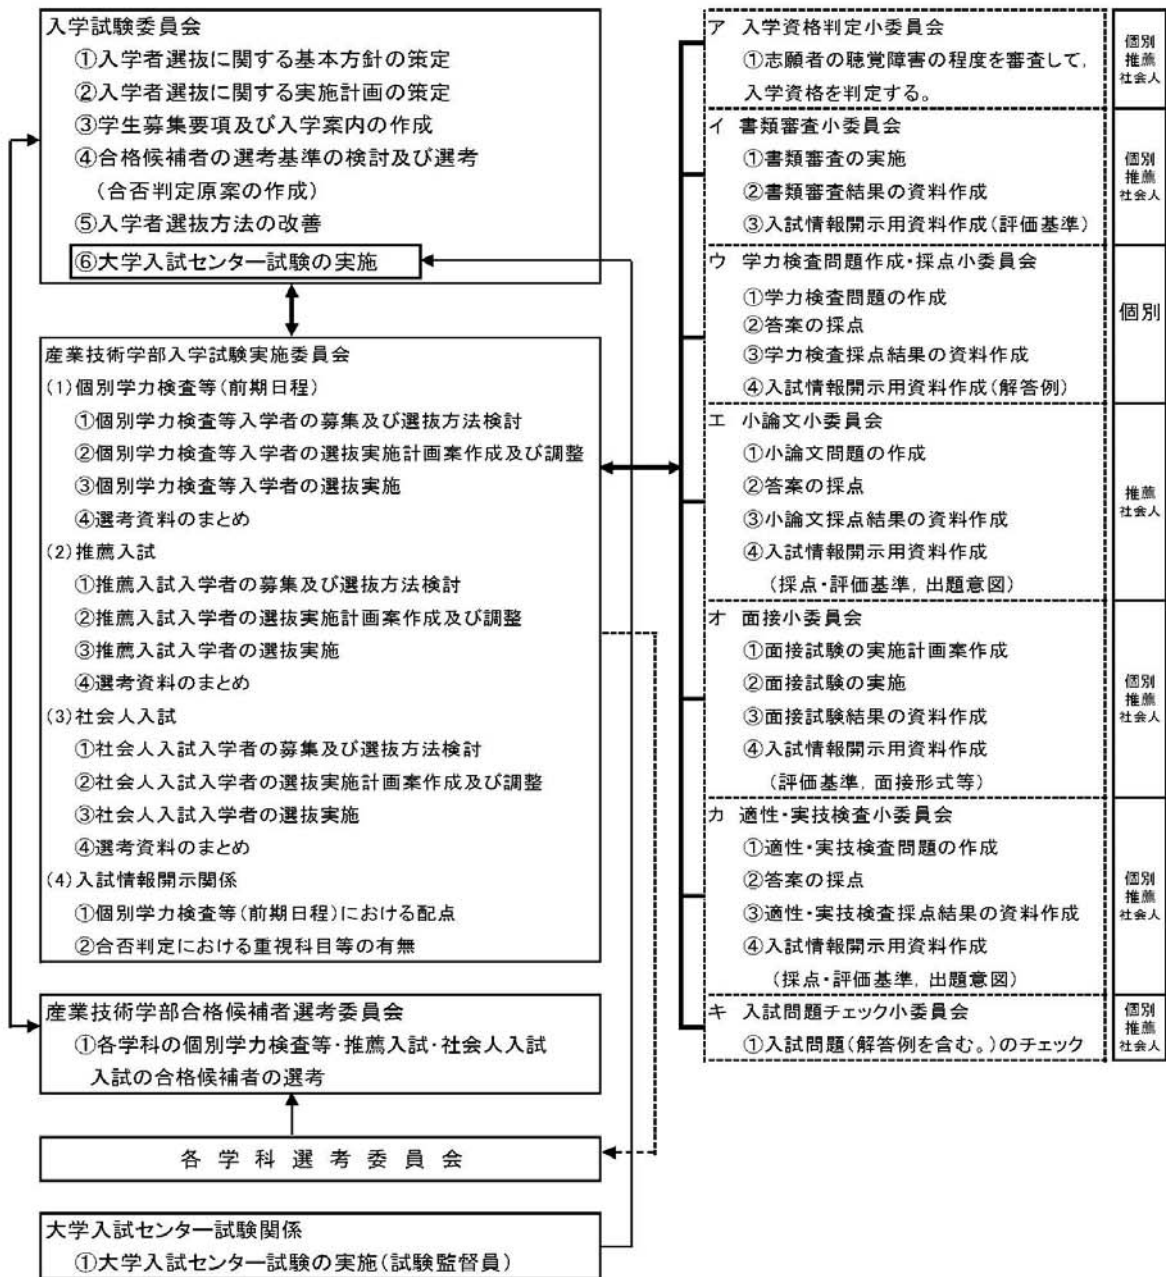 入学試験委員会
①入学者選抜に関する基本方針の策定
②入学者選抜に関する実施計画の策定
③学生募集要項及び入学案内の作成
④合格候補者の選考基準の検討及び選考
（合否判定原案の作成）
⑤入学者選抜方法の改善
⑥大学入試センター試験の実施
産業技術学部入学試験実施委員会
(1)個別学力検査等(前期日程)
①個別学力検査等入学者の募集及び選抜方法検討
②個別学力検査等入学者の選抜実施計画案作成及び調整
③個別学力検査等入学者の選抜実施
④選考資料のまとめ
(2)推薦入試
①推薦入試入学者の募集及び選抜方法検討
②推薦入試入学者の選抜実施計画案作成及び調整
③推薦入試入学者の選抜実施
④選考資料のまとめ
(3)社会人入試
①社会人入試入学者の募集及び選抜方法検討
②社会人入試入学者の選抜実施計画案作成及び調整
③社会人入試入学者の選抜実施
④選考資料のまとめ
(4)入試情報開示関係
①個別学力検査等(前期日程)における配点
②合否判定における重視科目等の有無
産業技術学部合格候補者選考委員会
①各学科の個別学力検査等・推薦入試・社会人入試
入試の合格候補者の選考
各学科選考委員会
大学入試センター試験関係
①大学入試センター試験の実施(試験監督員)
ア 入学資格判定小委員会
①志願者の聴覚障害の程度を審査して,
入学資格を判定する。
個別
推薦
社会人
イ 書類審査小委員会
①書類審査の実施
②書類審査結果の資料作成
③入試情報開示用資料作成(評価基準)
個別
推薦
社会人
ウ 学力検査問題作成・採点小委員会
①学力検査問題の作成
②答案の採点
③学力検査採点結果の資料作成
④入試情報開示用資料作成(解答例)
個別
エ 小論文小委員会
①小論文問題の作成
②答案の採点
③小論文採点結果の資料作成
④入試情報開示用資料作成
(採点・評価基準, 出題意図)
推薦
社会人
オ 面接小委員会
①面接試験の実施計画案作成
②面接試験の実施
③面接試験結果の資料作成
④入試情報開示用資料作成
(評価基準, 面接形式等)
個別
推薦
社会人
カ 適性・実技検査小委員会
①適性・実技検査問題の作成
②答案の採点
③適性・実技検査採点結果の資料作成
④入試情報開示用資料作成
(採点・評価基準, 出題意図)
個別
推薦
社会人
キ 入試問題チェック小委員会
①入試問題(解答例を含む。)のチェック
個別
推薦
社会人